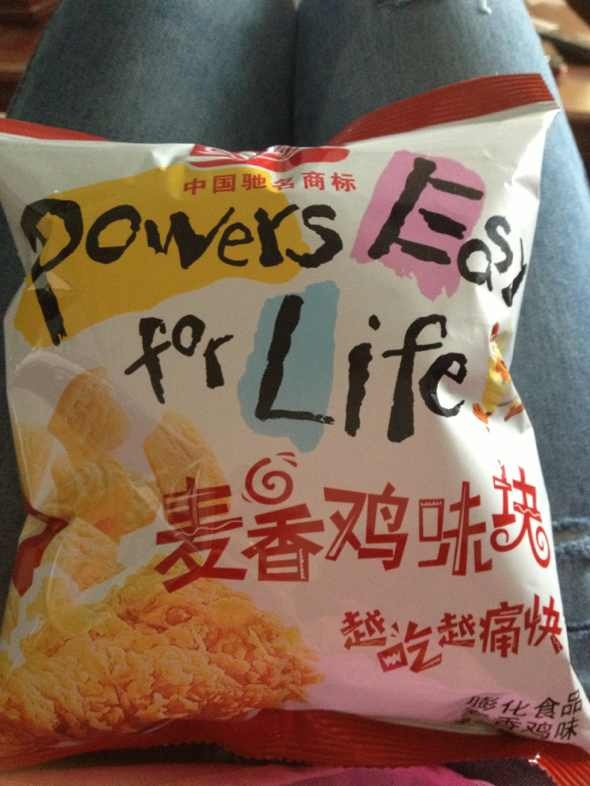 中国驰名商标
Powers Easy
for Life
麦香鸡味块
越吃越痛快
膨化食品
香鸡味